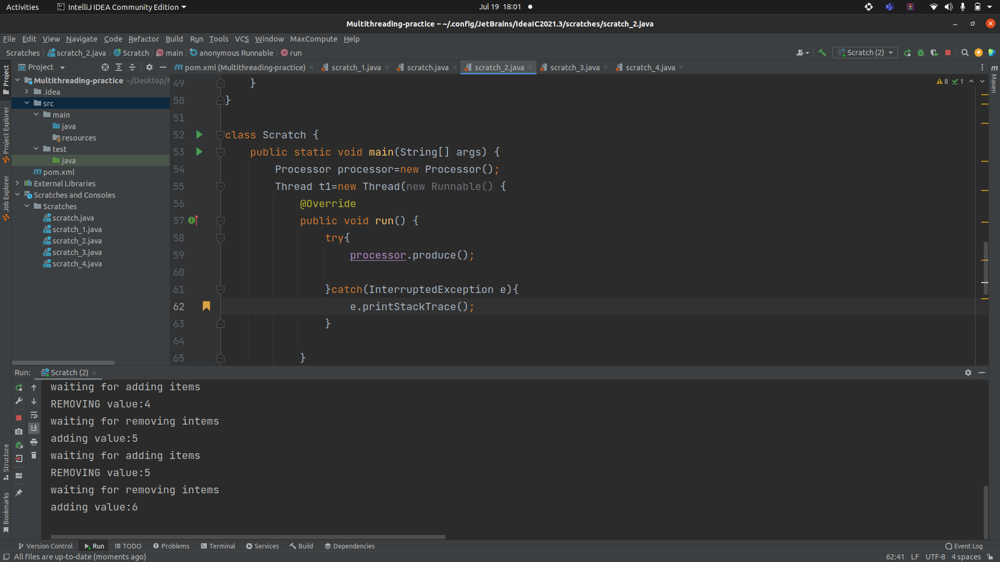 Activities IntelliJ IDEA Community Edition Jul 19 18:01
Multithreading-practice – ~/.config/JetBrains/IdeaIC2021.3/scratches/scratch_2.java
File Edit View Navigate Code Refactor Build Run Tools VCS Window MaxCompute Help
Scratches scratch_2.java Scratch main anonymous Runnable run Scratch (2)
Project
pom.xml (Multithreading-practice) scratch_1.java scratch.java scratch_2.java scratch_3.java scratch_4.java
Multithreading-practice ~/Desktop/
.idea
src
main
java
resources
test
java
pom.xml
External Libraries
Scratches and Consoles
Scratches
scratch.java
scratch_1.java
scratch_2.java
scratch_3.java
scratch_4.java
Project
Project Explorer
Job Explorer
Structure
Bookmarks
Maven
8 1
49 }
50 }
51
52 class Scratch {
53 public static void main(String[] args) {
54 Processor processor=new Processor();
55 Thread t1=new Thread(new Runnable() {
56 @Override
57 public void run() {
58 try{
59 processor.produce();
60
61 }catch(InterruptedException e){
62 e.printStackTrace();
63 }
64
65 }
Run: Scratch (2)
waiting for adding items
REMOVING value:4
waiting for removing intems
adding value:5
waiting for adding items
REMOVING value:5
waiting for removing intems
adding value:6
Version Control Run TODO Problems Terminal Services Build Dependencies Event Log
All files are up-to-date (moments ago) 62:41 LF UTF-8 4 spaces